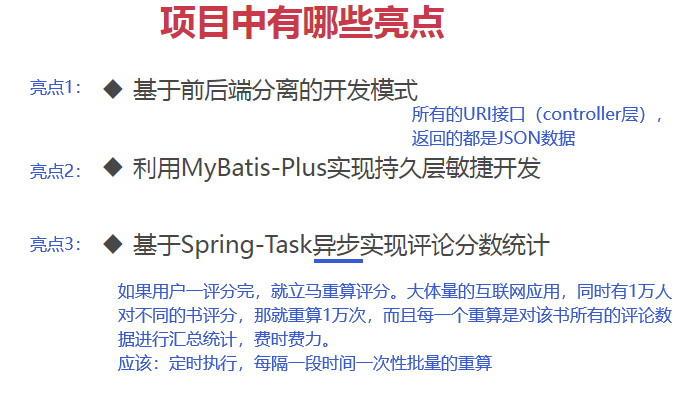 项目中有哪些亮点
亮点1：
◆ 基于前后端分离的开发模式
所有的URI接口（controller层），
返回的都是JSON数据
亮点2：
◆ 利用MyBatis-Plus实现持久层敏捷开发
亮点3：
◆ 基于Spring-Task异步实现评论分数统计
如果用户一评分完，就立马重算评分。大体量的互联网应用，同时有1万人
对不同的书评分，那就重算1万次，而且每一个重算是对该书所有的评论数
据进行汇总统计，费时费力。
应该：定时执行，每隔一段时间一次性批量的重算